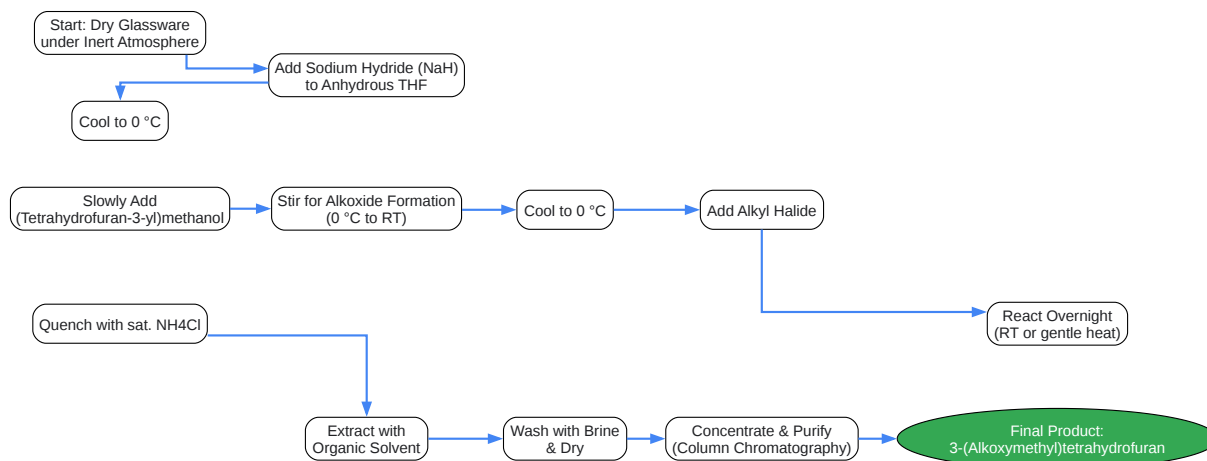 Start: Dry Glassware
under Inert Atmosphere
Add Sodium Hydride (NaH)
to Anhydrous THF
Cool to 0 °C
Slowly Add
(Tetrahydrofuran-3-yl)methanol
Stir for Alkoxide Formation
(0 °C to RT)
Cool to 0 °C
Add Alkyl Halide
React Overnight
(RT or gentle heat)
Quench with sat. NH4Cl
Extract with
Organic Solvent
Wash with Brine
& Dry
Concentrate & Purify
(Column Chromatography)
Final Product:
3-(Alkoxymethyl)tetrahydrofuran